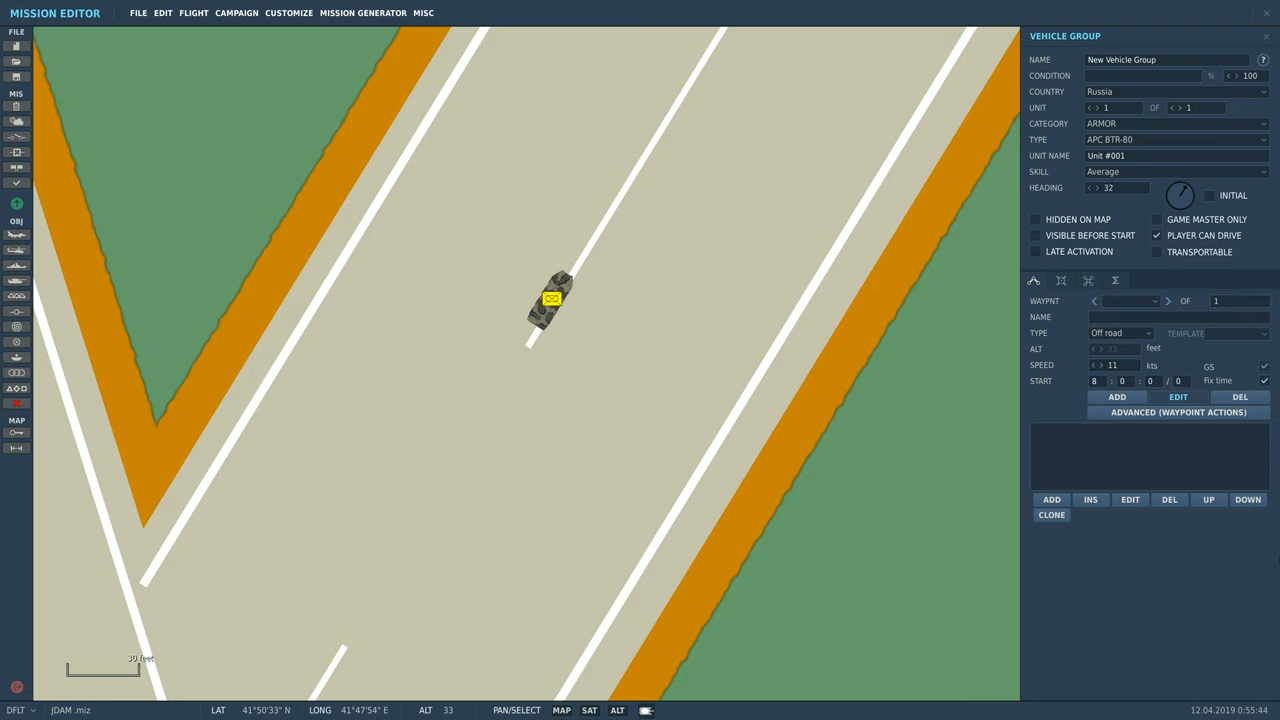 MISSION EDITOR FILE EDIT FLIGHT CAMPAIGN CUSTOMIZE MISSION GENERATOR MISC
FILE
MIS
OBJ
MAP
30 feet
VEHICLE GROUP
NAME New Vehicle Group ?
CONDITION % < > 100
COUNTRY Russia
UNIT < > 1 OF < > 1
CATEGORY ARMOR
TYPE APC BTR-80
UNIT NAME Unit #001
SKILL Average
HEADING < > 32 INITIAL
HIDDEN ON MAP GAME MASTER ONLY
VISIBLE BEFORE START PLAYER CAN DRIVE
LATE ACTIVATION TRANSPORTABLE
WAYPNT < > OF 1
NAME
TYPE Off road TEMPLATE
ALT < > 33 feet
SPEED < > 11 kts GS
START 8 : 0 : 0 / 0 Fix time
ADD EDIT DEL
ADVANCED (WAYPOINT ACTIONS)
ADD INS EDIT DEL UP DOWN
CLONE
DFLT JDAM .miz LAT 41°50'33" N LONG 41°47'54" E ALT 33 PAN/SELECT MAP SAT ALT 12.04.2019 0:55:44